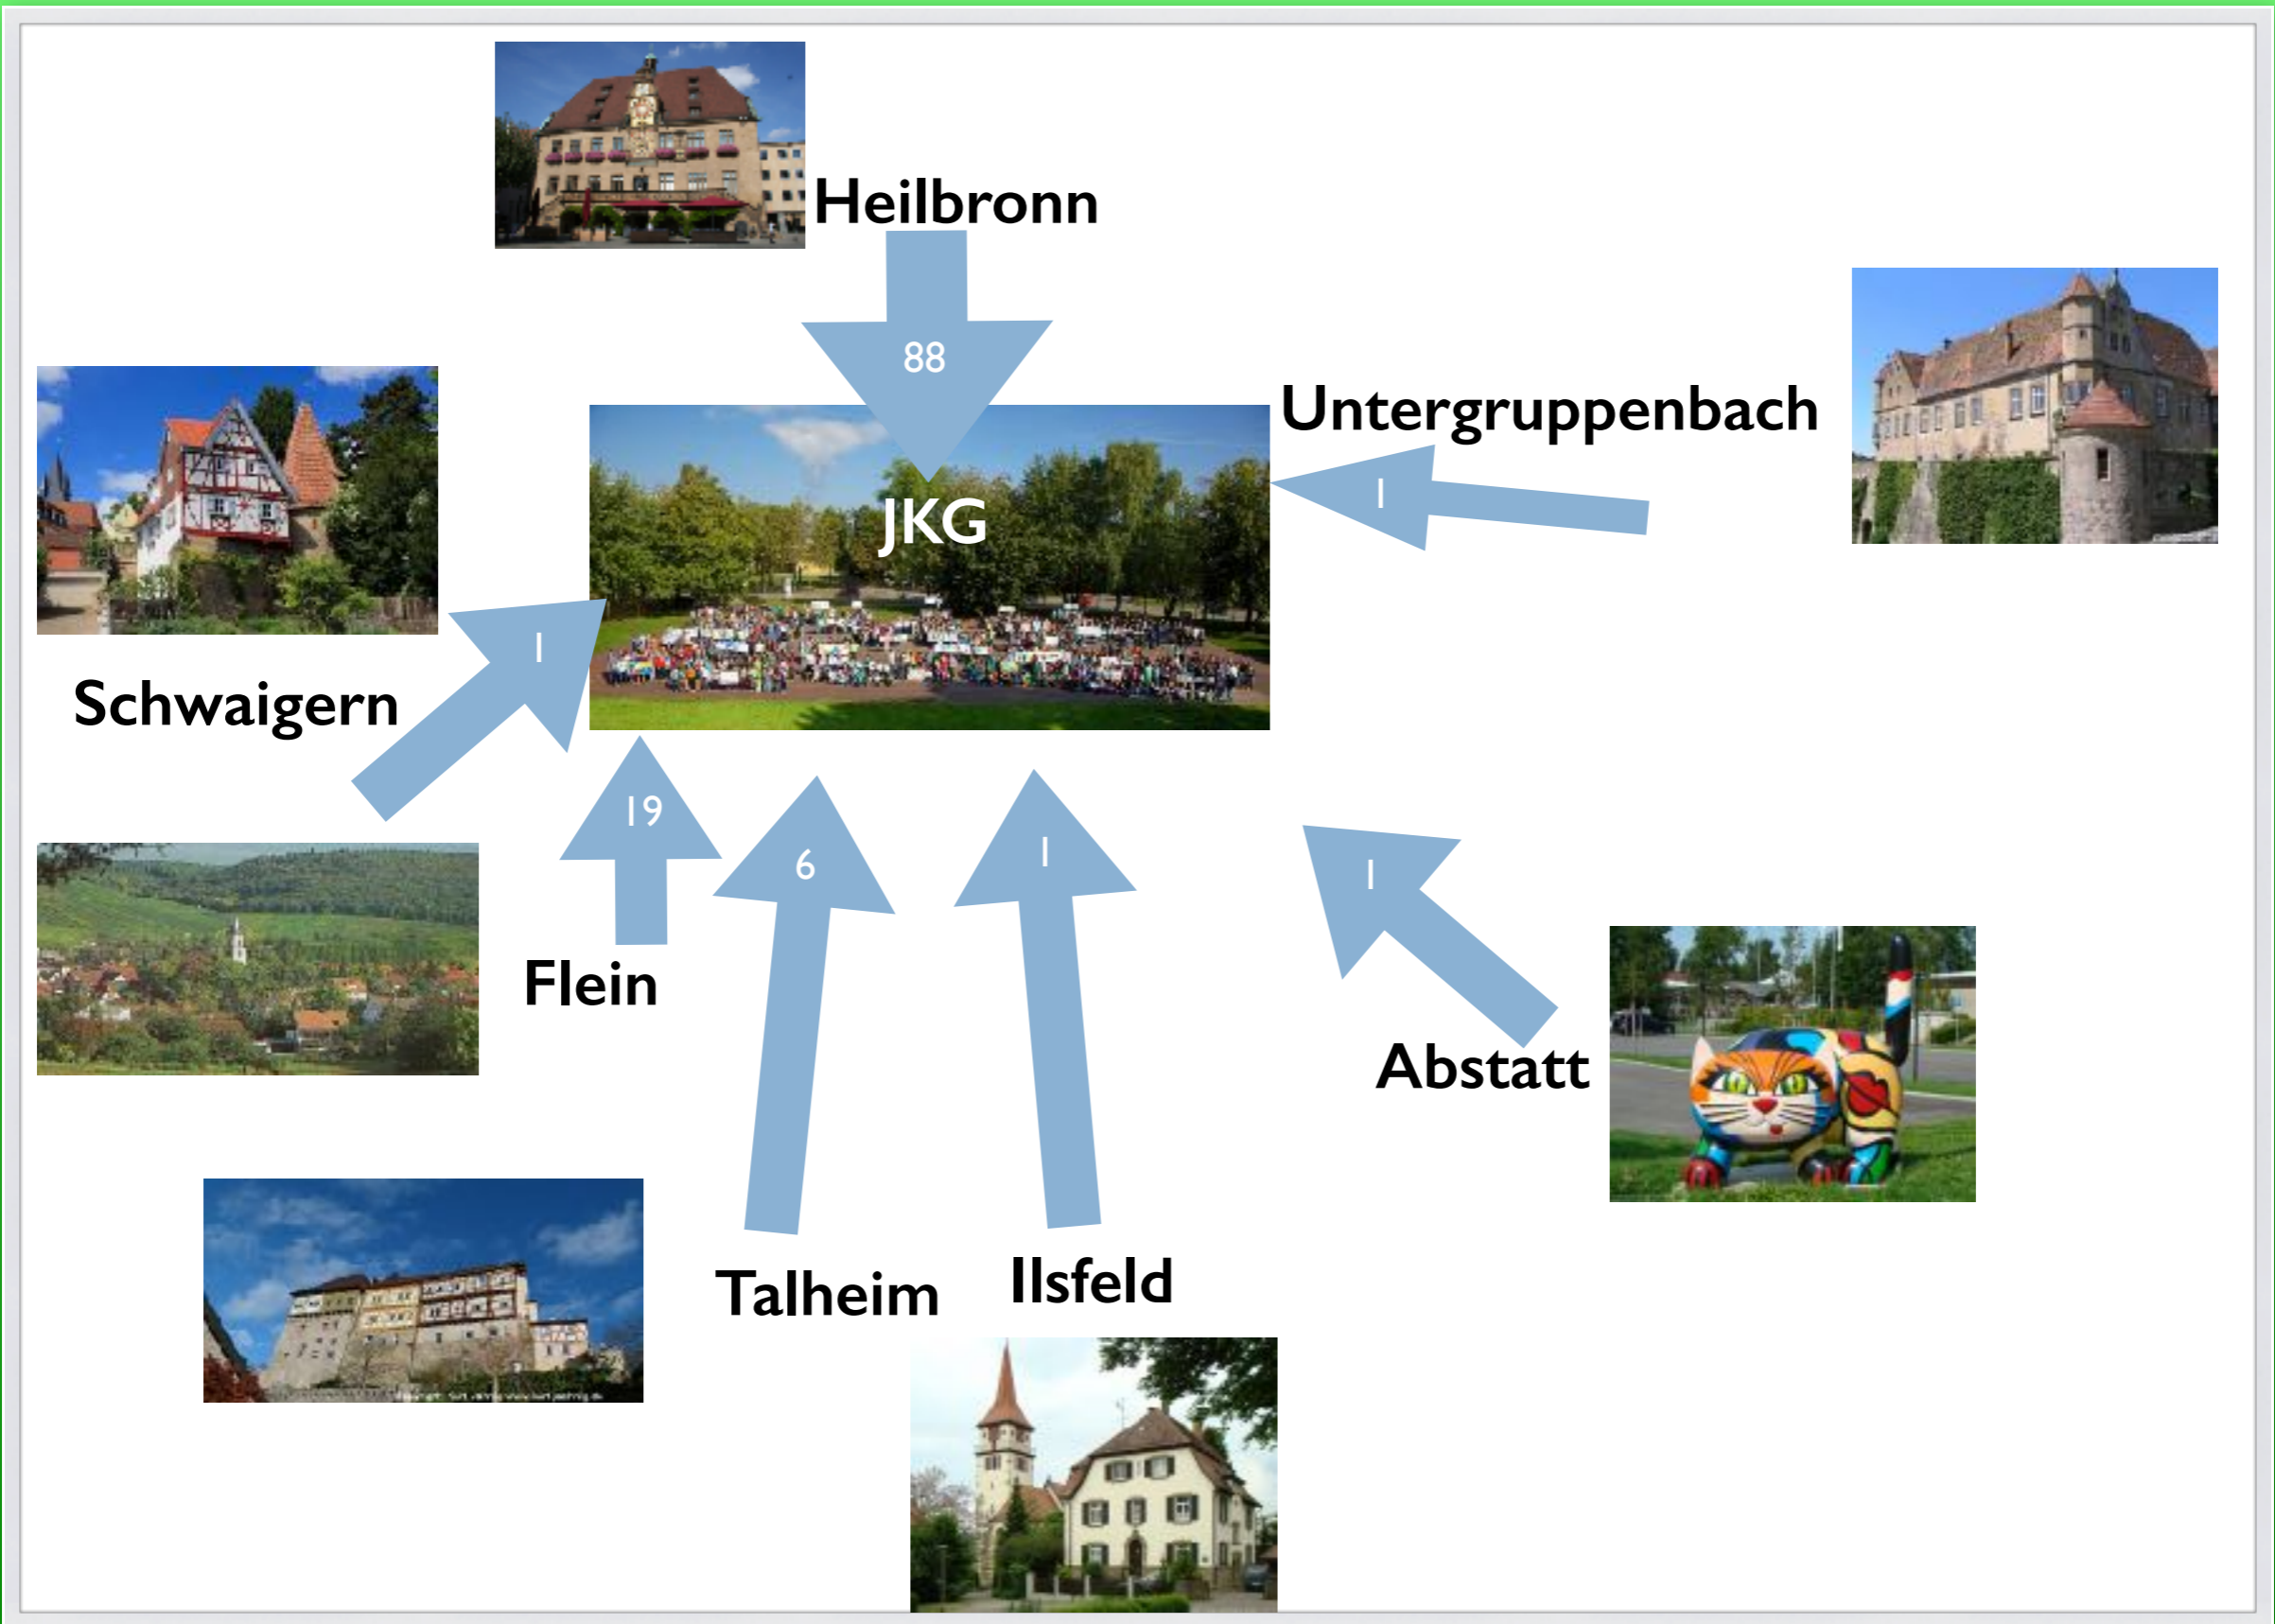 Heilbronn
88
Untergruppenbach
1
JKG
1
Schwaigern
19
6
1
1
Flein
Abstatt
Talheim
Ilsfeld